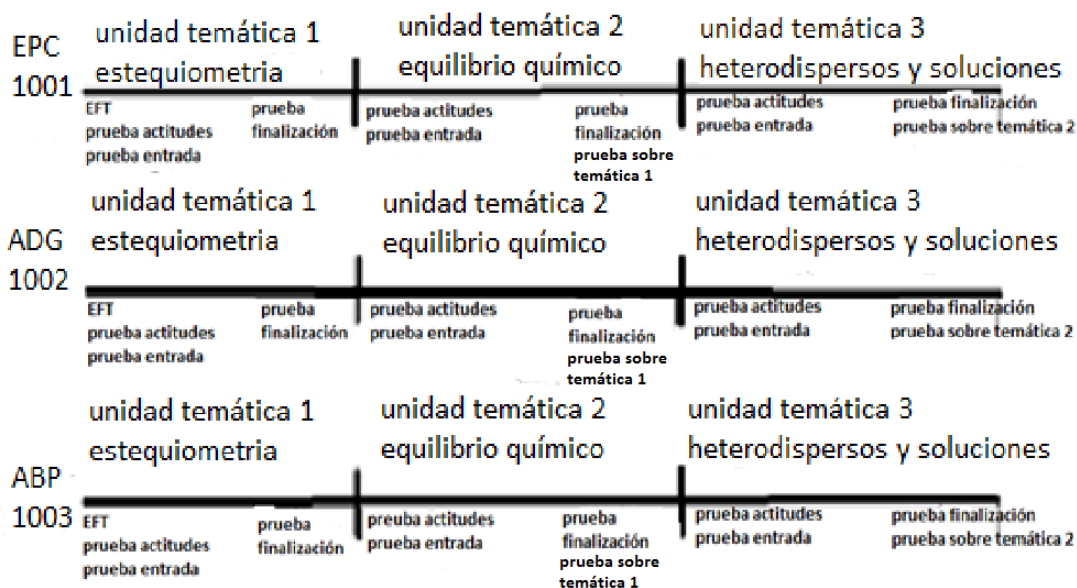 EPC
1001
unidad temática 1
estequiometria
unidad temática 2
equilibrio químico
unidad temática 3
heterodispersos y soluciones
EFT
prueba actitudes
prueba entrada
prueba
finalización
prueba actitudes
prueba entrada
prueba
finalización
prueba sobre
temática 1
prueba actitudes
prueba entrada
prueba finalización
prueba sobre temática 2
ADG
1002
unidad temática 1
estequiometria
unidad temática 2
equilibrio químico
unidad temática 3
heterodispersos y soluciones
EFT
prueba actitudes
prueba entrada
prueba
finalización
prueba actitudes
prueba entrada
prueba
finalización
prueba sobre
temática 1
prueba actitudes
prueba entrada
prueba finalización
prueba sobre temática 2
ABP
1003
unidad temática 1
estequiometria
unidad temática 2
equilibrio químico
unidad temática 3
heterodispersos y soluciones
EFT
prueba actitudes
prueba entrada
prueba
finalización
preuba actitudes
prueba entrada
prueba
finalización
prueba sobre
temática 1
prueba actitudes
prueba entrada
prueba finalización
prueba sobre temática 2